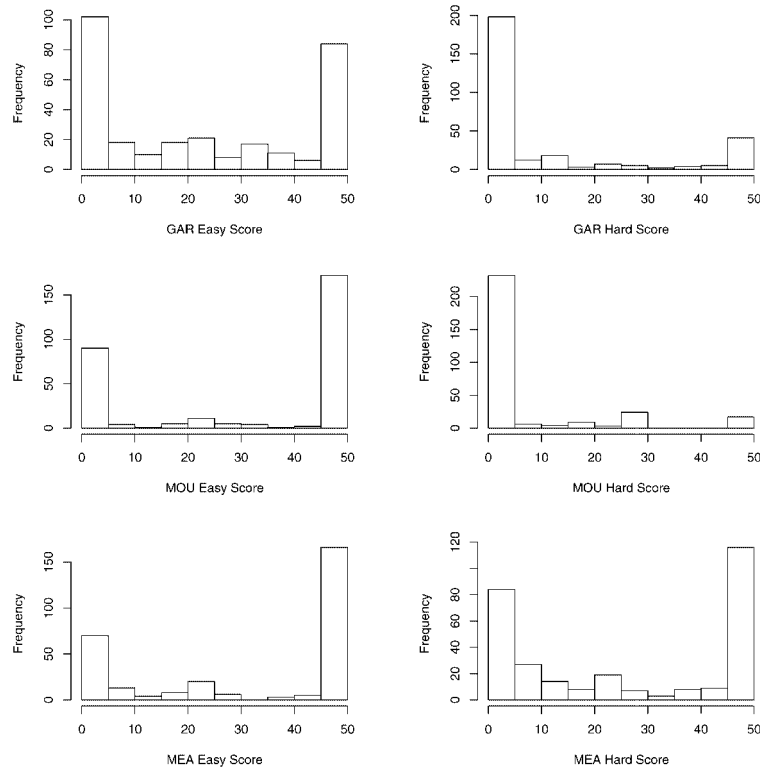 Frequency
0 20 40 60 80 100
0 10 20 30 40 50
GAR Easy Score
Frequency
0 50 100 150 200
0 10 20 30 40 50
GAR Hard Score
Frequency
0 50 100 150
0 10 20 30 40 50
MOU Easy Score
Frequency
0 50 100 150 200
0 10 20 30 40 50
MOU Hard Score
Frequency
0 50 100 150
0 10 20 30 40 50
MEA Easy Score
Frequency
0 20 40 60 80 120
0 10 20 30 40 50
MEA Hard Score